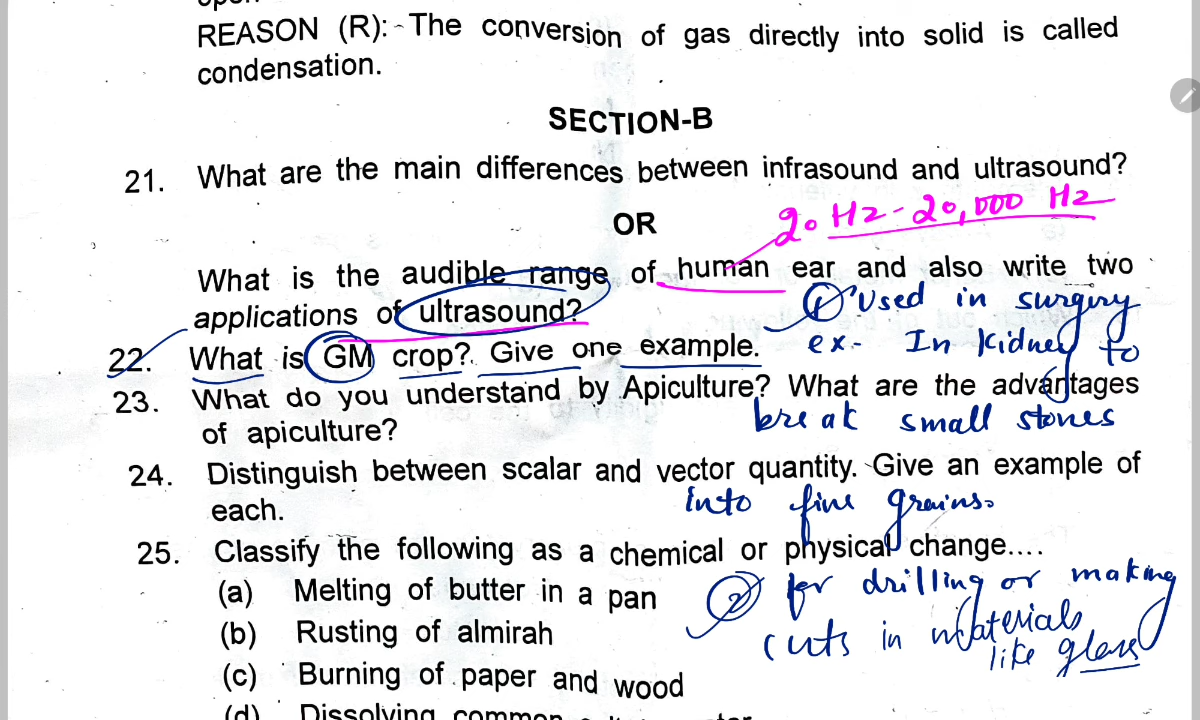 REASON (R):- The conversion of gas directly into solid is called
condensation.
SECTION-B
21. What are the main differences between infrasound and ultrasound?
OR
20 Hz - 20,000 Hz
What is the audible range of human ear and also write two
applications of ultrasound?
① Used in surgery
22. What is GM crop? Give one example.
ex- In kidney to
23. What do you understand by Apiculture? What are the advantages
of apiculture?
break small stones
24. Distinguish between scalar and vector quantity. Give an example of
each.
into fine grains.
25. Classify the following as a chemical or physical change....
(a) Melting of butter in a pan
② for drilling or making
(b) Rusting of almirah
cuts in materials
like glass
(c) Burning of paper and wood
(d) Dissolving common